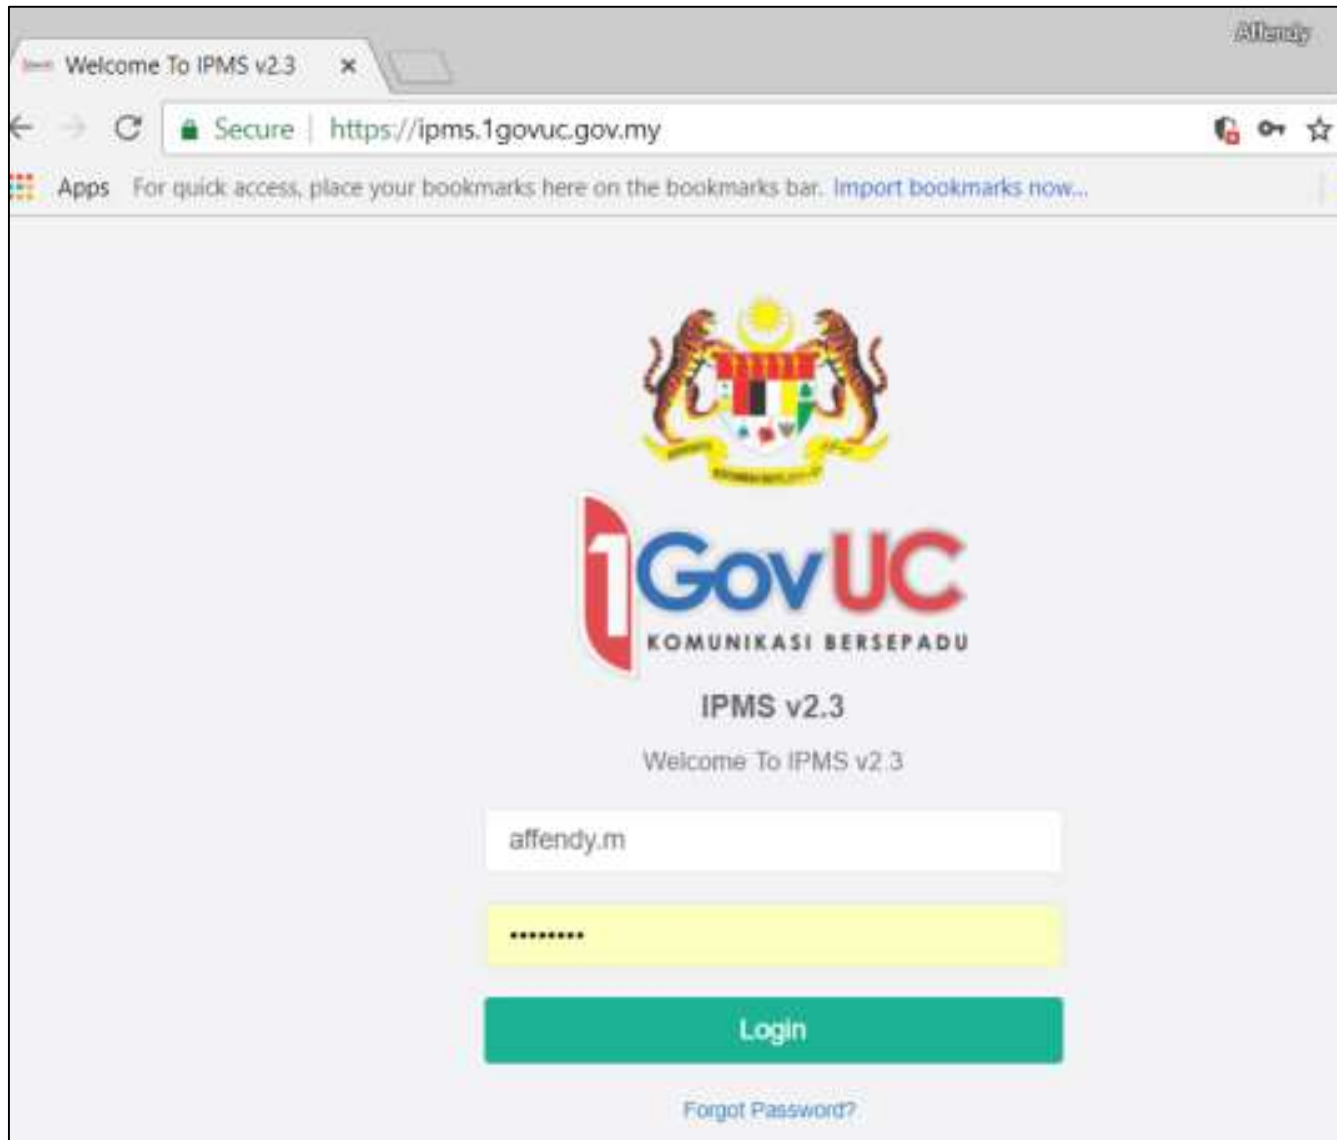 Affendy
Welcome To IPMS v2.3
Secure | https://ipms.1govuc.gov.my
Apps For quick access, place your bookmarks here on the bookmarks bar. Import bookmarks now...
1GovUC
KOMUNIKASI BERSEPADU
IPMS v2.3
Welcome To IPMS v2.3
affendy.m
••••••••
Login
Forgot Password?